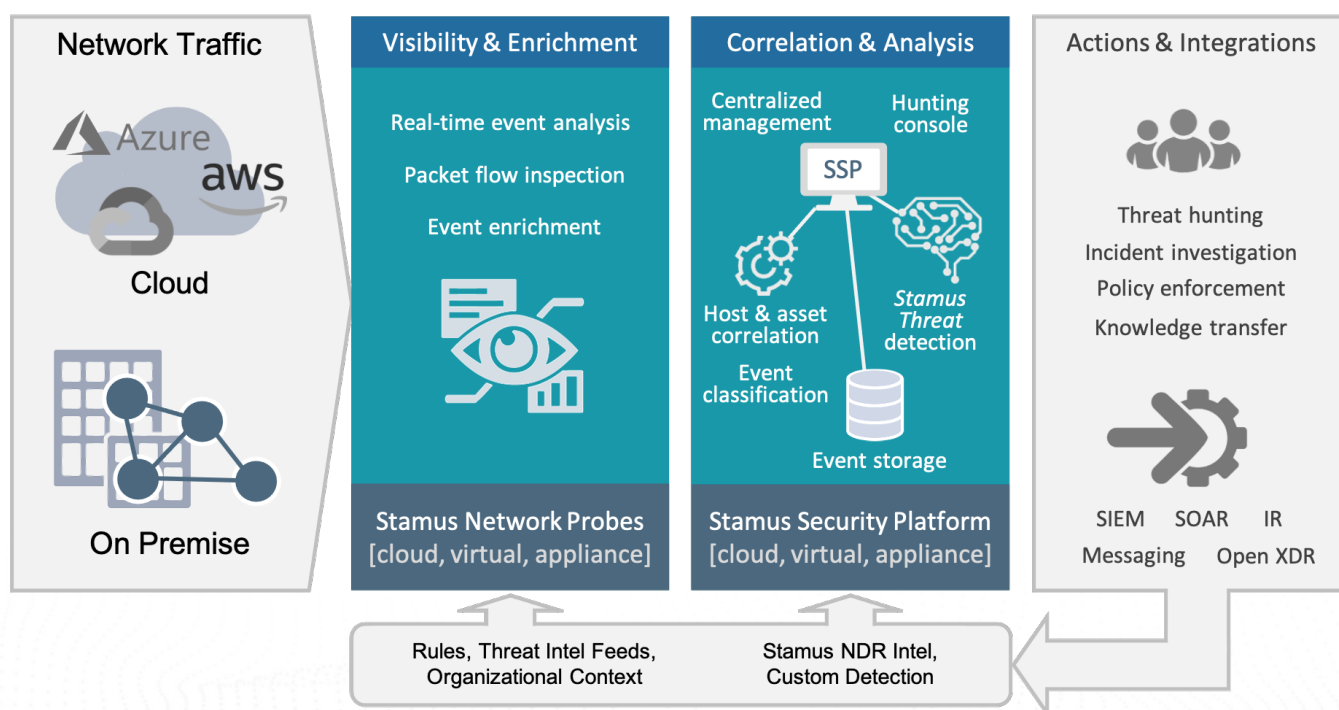 Network Traffic
Azure
aws
Cloud
On Premise
Visibility & Enrichment
Real-time event analysis
Packet flow inspection
Event enrichment
Stamus Network Probes
[cloud, virtual, appliance]
Correlation & Analysis
Centralized
management
Hunting
console
SSP
Host & asset
correlation
Event
classification
Stamus
Threat
detection
Event storage
Stamus Security Platform
[cloud, virtual, appliance]
Actions & Integrations
Threat hunting
Incident investigation
Policy enforcement
Knowledge transfer
SIEM SOAR IR
Messaging Open XDR
Rules, Threat Intel Feeds,
Organizational Context
Stamus NDR Intel,
Custom Detection